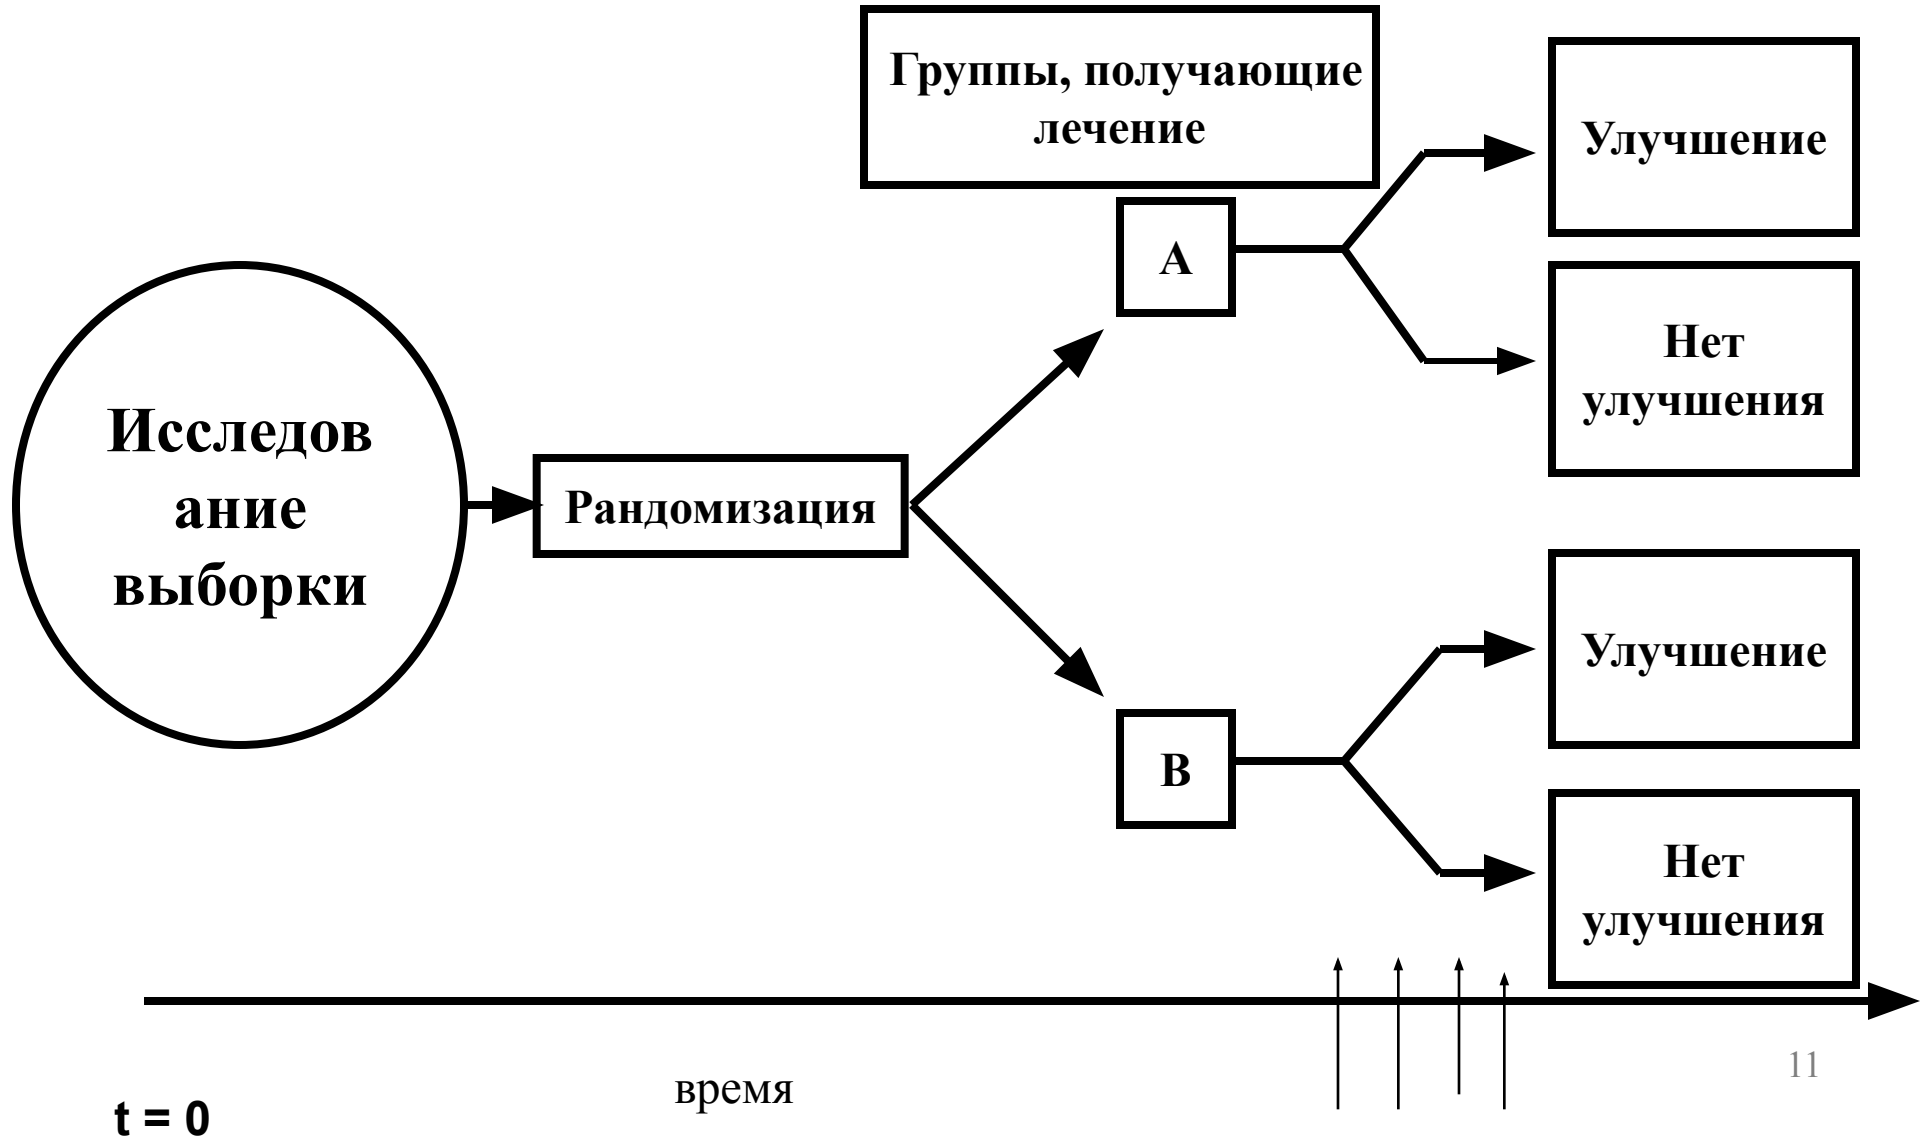 Группы, получающие
лечение
Улучшение
A
Нет
улучшения
Исследов
ание
выборки
Рандомизация
Улучшение
B
Нет
улучшения
время
11
t = 0